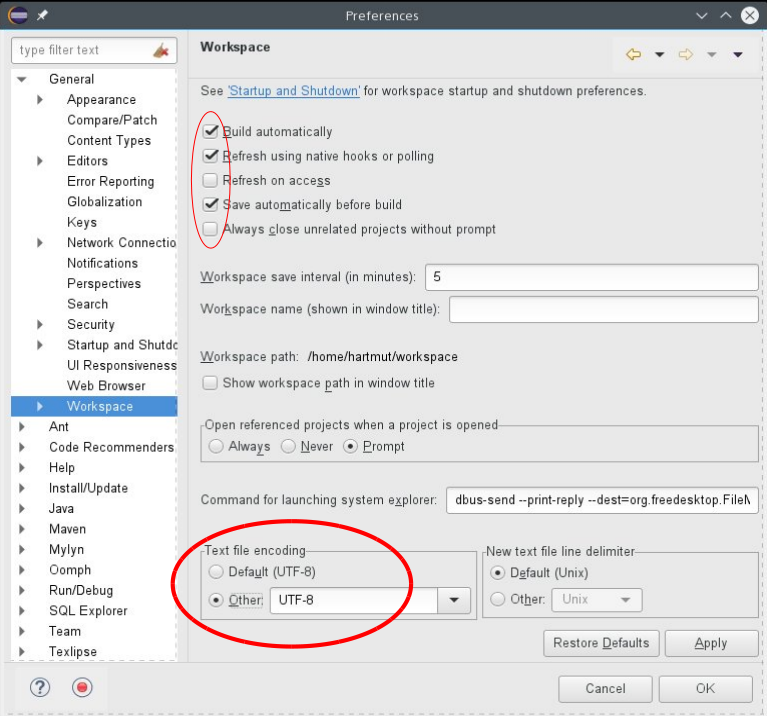 Preferences
type filter text
General
Appearance
Compare/Patch
Content Types
Editors
Error Reporting
Globalization
Keys
Network Connectio
Notifications
Perspectives
Search
Security
Startup and Shutdo
UI Responsiveness
Web Browser
Workspace
Ant
Code Recommenders
Help
Install/Update
Java
Maven
Mylyn
Oomph
Run/Debug
SQL Explorer
Team
Texlipse
Workspace
See 'Startup and Shutdown' for workspace startup and shutdown preferences.
Build automatically
Refresh using native hooks or polling
Refresh on access
Save automatically before build
Always close unrelated projects without prompt
Workspace save interval (in minutes): 5
Workspace name (shown in window title):
Workspace path: /home/hartmut/workspace
Show workspace path in window title
Open referenced projects when a project is opened
Always Never Prompt
Command for launching system explorer: dbus-send --print-reply --dest=org.freedesktop.FileM
Text file encoding
Default (UTF-8)
Other: UTF-8
New text file line delimiter
Default (Unix)
Other: Unix
Restore Defaults Apply
? Cancel OK